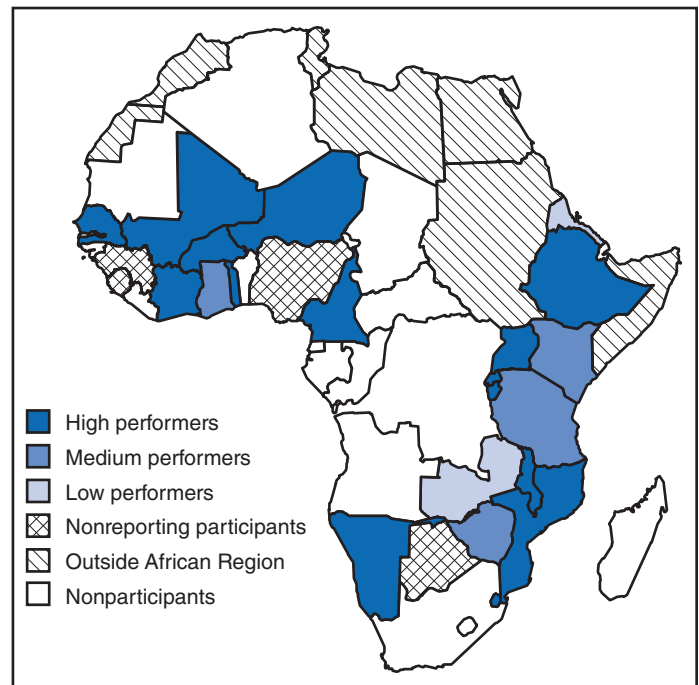 High performers
Medium performers
Low performers
Nonreporting participants
Outside African Region
Nonparticipants